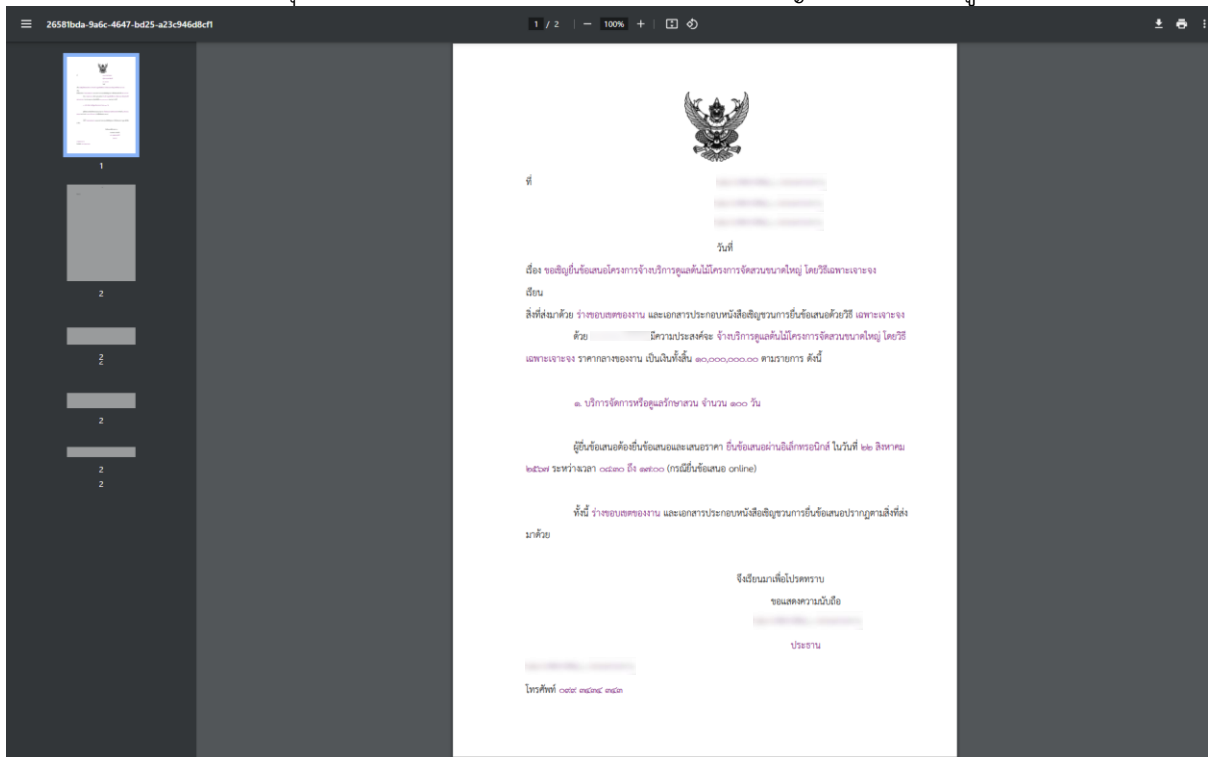 26581bda-9a6c-4647-bd25-a23c946d8cf1
1 / 2
100%
1
2
2
2
2
2
ที่
วันที่
เรื่อง ขอเชิญยื่นข้อเสนอโครงการจ้างบริการดูแลต้นไม้โครงการจัดสวนขนาดใหญ่ โดยวิธีเฉพาะเจาะจง
เรียน
สิ่งที่ส่งมาด้วย ร่างขอบเขตของงาน และเอกสารประกอบหนังสือเชิญชวนการยื่นข้อเสนอด้วยวิธี เฉพาะเจาะจง
ด้วย มีความประสงค์จะ จ้างบริการดูแลต้นไม้โครงการจัดสวนขนาดใหญ่ โดยวิธี
เฉพาะเจาะจง ราคากลางของงาน เป็นเงินทั้งสิ้น ๑๐,๐๐๐,๐๐๐.๐๐ ตามรายการ ดังนี้
๑. บริการจัดการหรือดูแลรักษาสวน จำนวน ๑๐๐ วัน
ผู้ยื่นข้อเสนอต้องยื่นข้อเสนอและเสนอราคา ยื่นข้อเสนอผ่านอิเล็กทรอนิกส์ ในวันที่ ๒๒ สิงหาคม
๒๕๖๗ ระหว่างเวลา ๐๘:๓๐ ถึง ๑๗:๐๐ (กรณียื่นข้อเสนอ online)
ทั้งนี้ ร่างขอบเขตของงาน และเอกสารประกอบหนังสือเชิญชวนการยื่นข้อเสนอปรากฏตามสิ่งที่ส่ง
มาด้วย
จึงเรียนมาเพื่อโปรดทราบ
ขอแสดงความนับถือ
ประธาน
โทรศัพท์